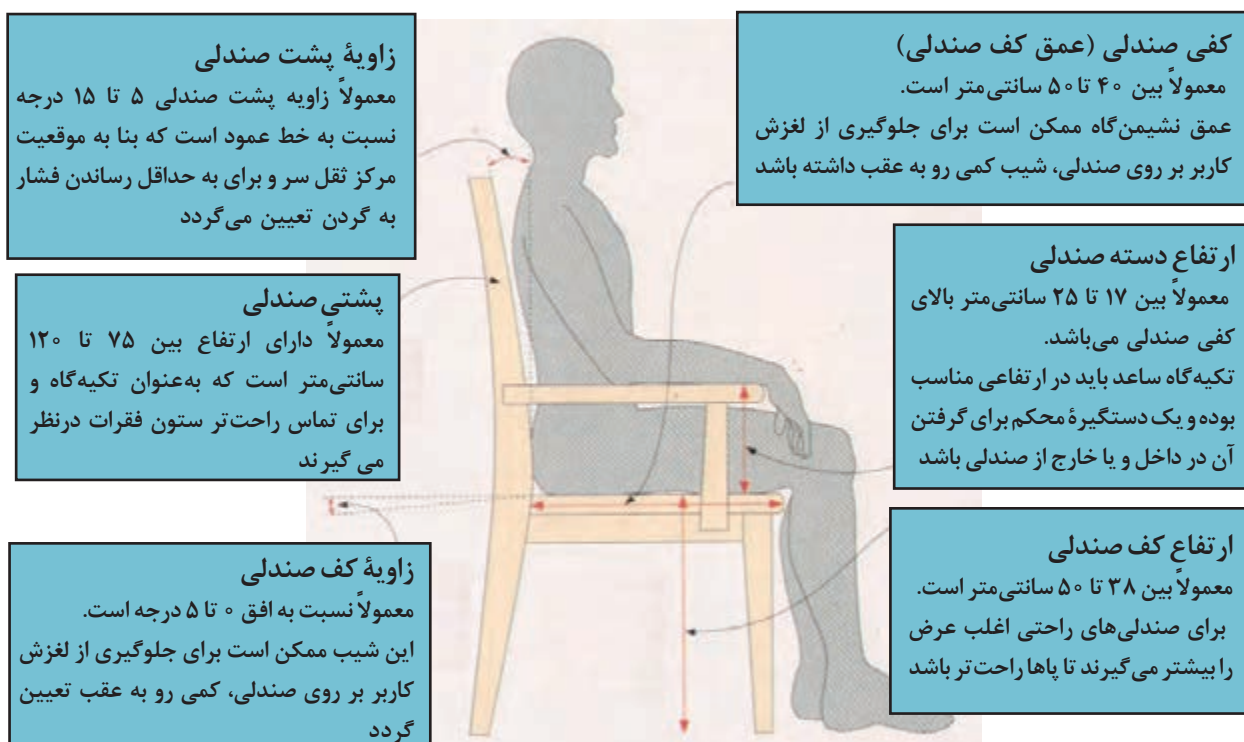 کفی صندلی (عمق کف صندلی)
معمولاً بین ۴۰ تا ۵۰ سانتی‌متر است.
عمق نشیمن‌گاه ممکن است برای جلوگیری از لغزش
کاربر بر روی صندلی، شیب کمی رو به عقب داشته باشد
ارتفاع دسته صندلی
معمولاً بین ۱۷ تا ۲۵ سانتی‌متر بالای
کفی صندلی می‌باشد.
تکیه‌گاه ساعد باید در ارتفاعی مناسب
بوده و یک دستگیرهٔ محکم برای گرفتن
آن در داخل و یا خارج از صندلی باشد
ارتفاع کف صندلی
معمولاً بین ۳۸ تا ۵۰ سانتی‌متر است.
برای صندلی‌های راحتی اغلب عرض
را بیشتر می‌گیرند تا پاها راحت‌تر باشد
زاویهٔ پشت صندلی
معمولاً زاویه پشت صندلی ۵ تا ۱۵ درجه
نسبت به خط عمود است که بنا به موقعیت
مرکز ثقل سر و برای به حداقل رساندن فشار
به گردن تعیین می‌گردد
پشتی صندلی
معمولاً دارای ارتفاع بین ۷۵ تا ۱۲۰
سانتی‌متر است که به‌عنوان تکیه‌گاه و
برای تماس راحت‌تر ستون فقرات درنظر
می گیرند
زاویهٔ کف صندلی
معمولاً نسبت به افق ۰ تا ۵ درجه است.
این شیب ممکن است برای جلوگیری از لغزش
کاربر بر روی صندلی، کمی رو به عقب تعیین
گردد